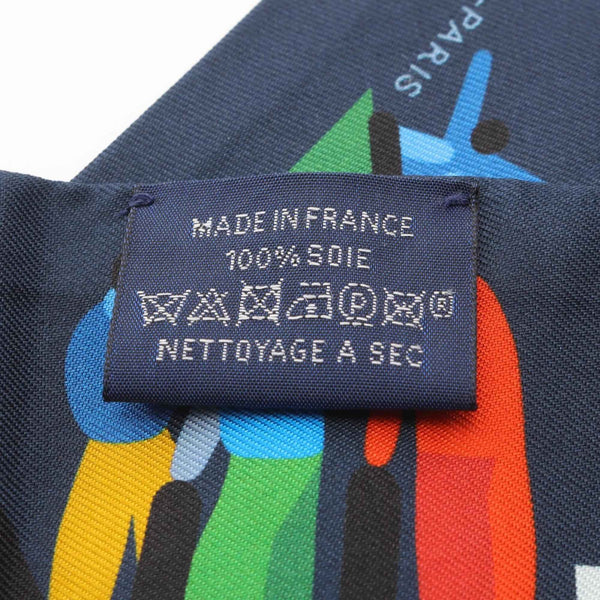 -PARIS
MADE IN FRANCE
100% SOIE
P ®
NETTOYAGE A SEC